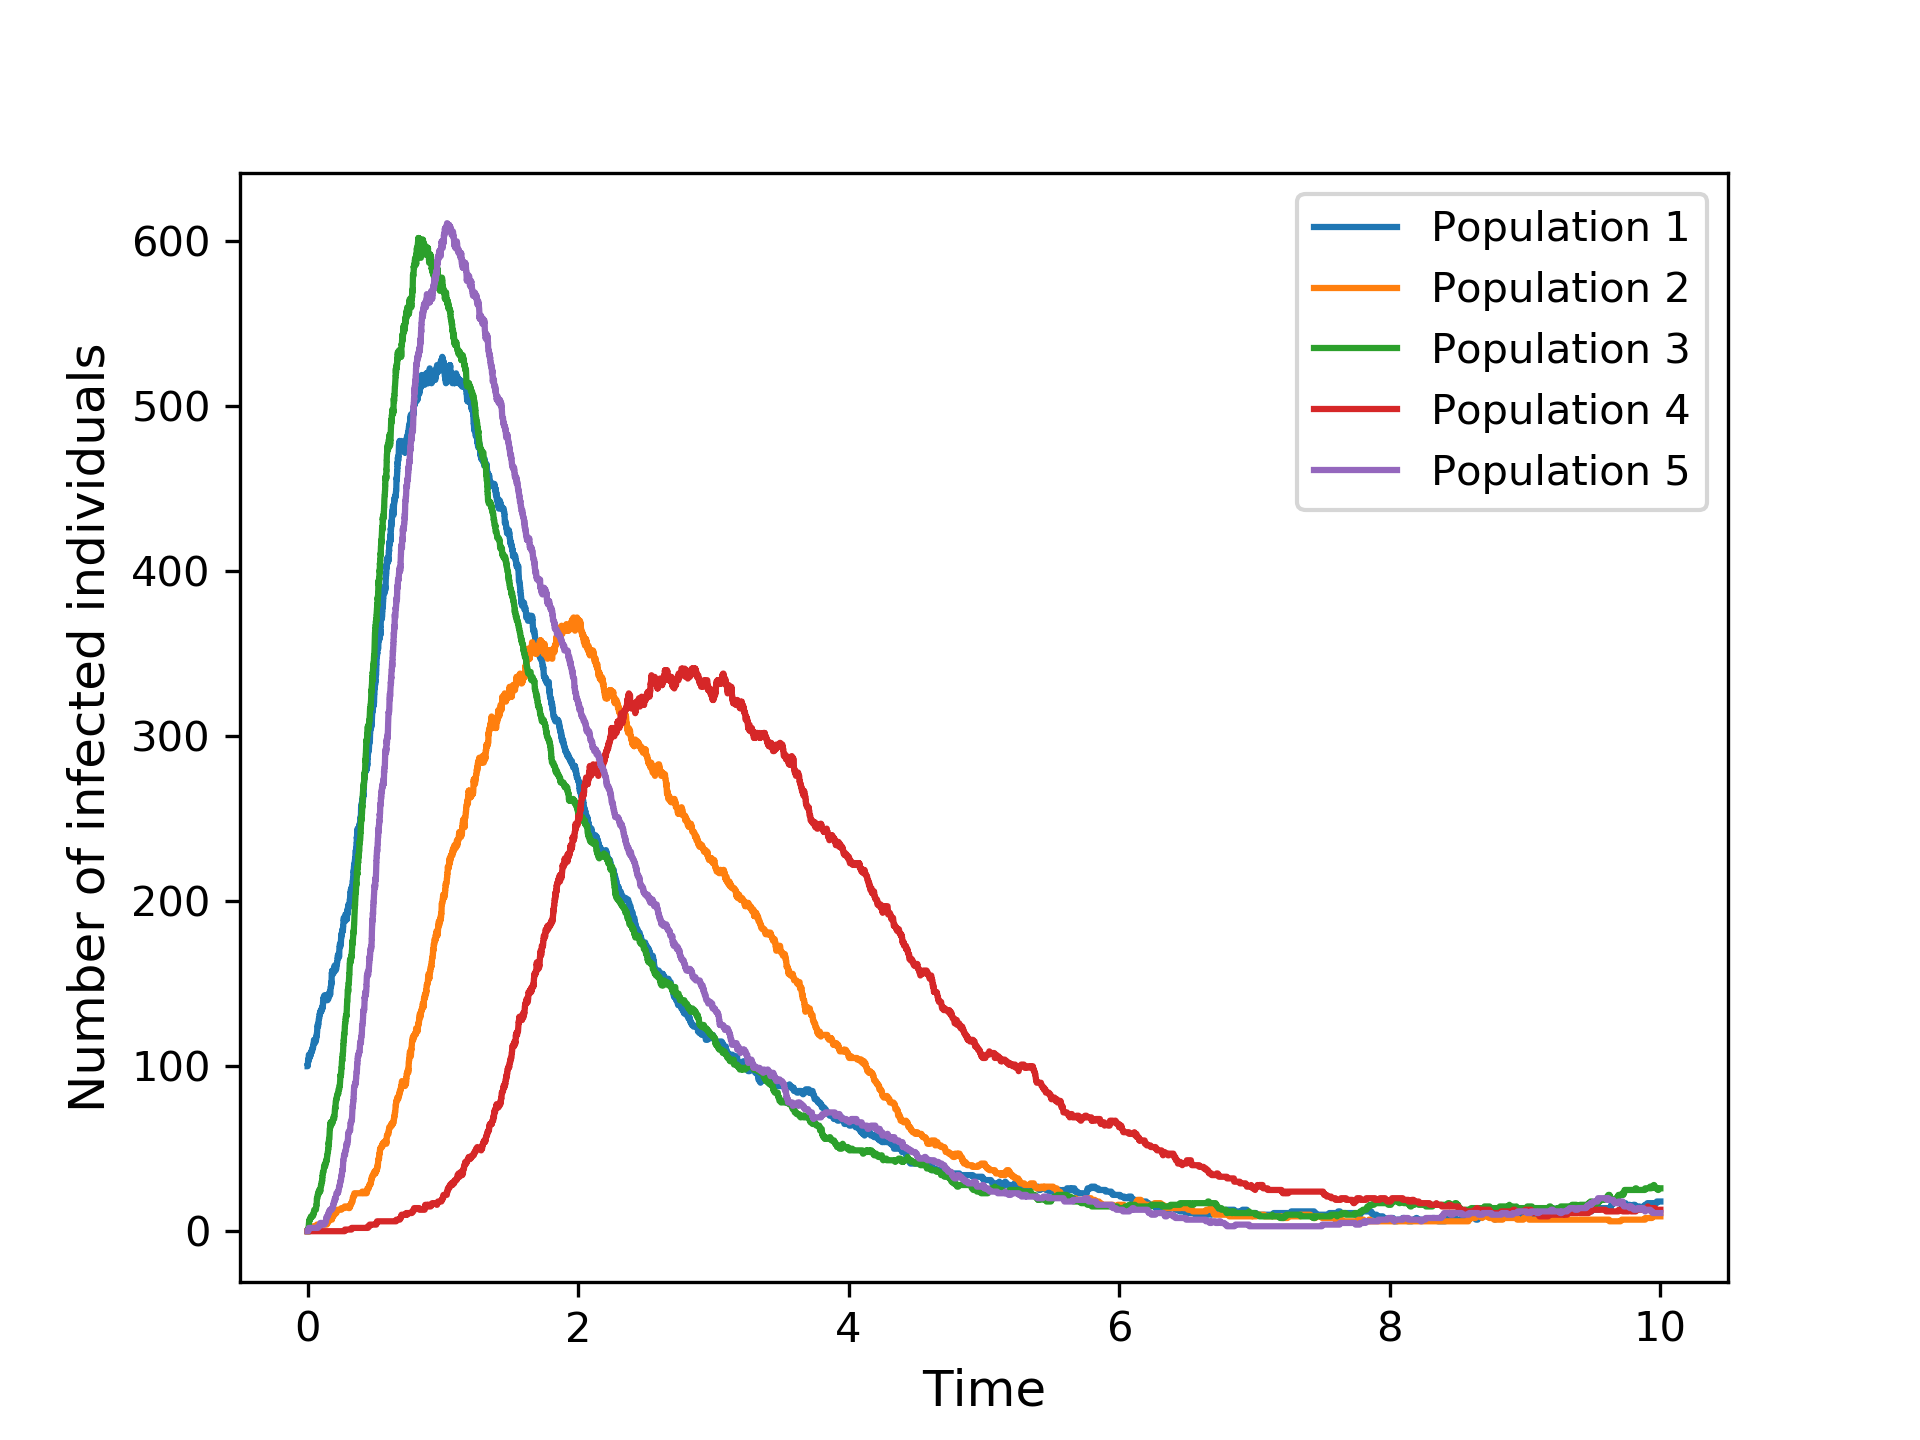 Number of infected individuals
600
500
400
300
200
100
0
0 2 4 6 8 10
Time
Population 1
Population 2
Population 3
Population 4
Population 5